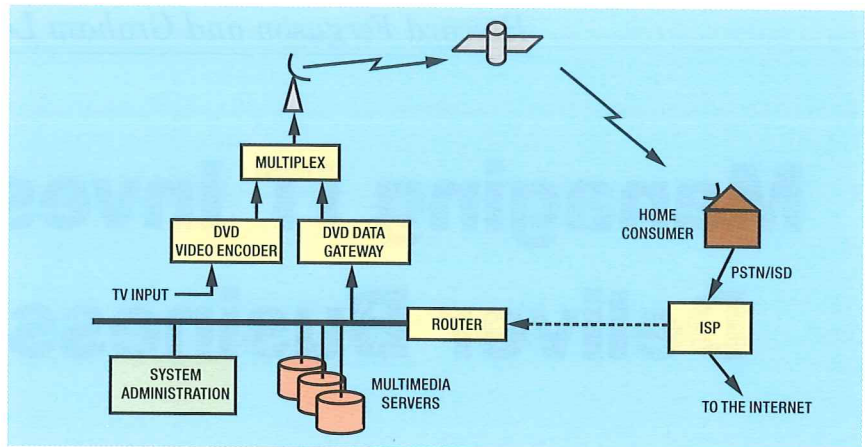 MULTIPLEX
DVD
VIDEO ENCODER
DVD DATA
GATEWAY
TV INPUT
HOME
CONSUMER
PSTN/ISD
ROUTER
ISP
SYSTEM
ADMINISTRATION
MULTIMEDIA
SERVERS
TO THE INTERNET